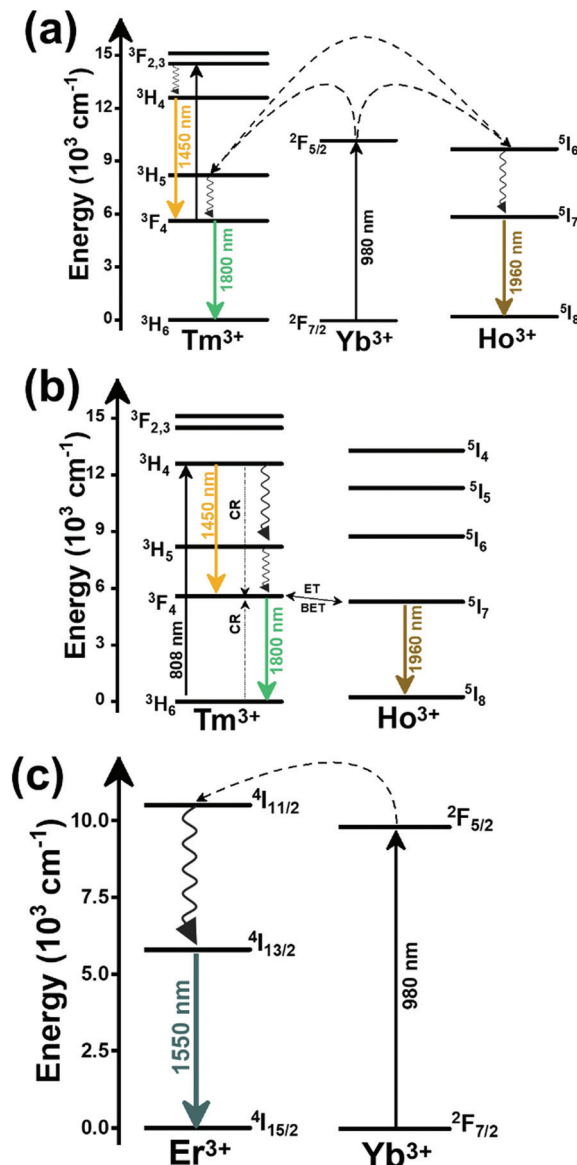 (a)
Energy (10³ cm⁻¹)
15
12
9
6
3
0
³F₂,₃
³H₄
³H₅
³F₄
³H₆
1450 nm
1800 nm
Tm³⁺
²F₅/₂
980 nm
²F₇/₂
Yb³⁺
⁵I₆
⁵I₇
1960 nm
⁵I₈
Ho³⁺
(b)
Energy (10³ cm⁻¹)
15
12
9
6
3
0
³F₂,₃
³H₄
³H₅
³F₄
³H₆
808 nm
1450 nm
CR
CR
1800 nm
Tm³⁺
ET
BET
⁵I₄
⁵I₅
⁵I₆
⁵I₇
1960 nm
⁵I₈
Ho³⁺
(c)
Energy (10³ cm⁻¹)
10.0
7.5
5.0
2.5
0.0
⁴I₁₁/₂
⁴I₁₃/₂
1550 nm
⁴I₁₅/₂
Er³⁺
²F₅/₂
980 nm
²F₇/₂
Yb³⁺